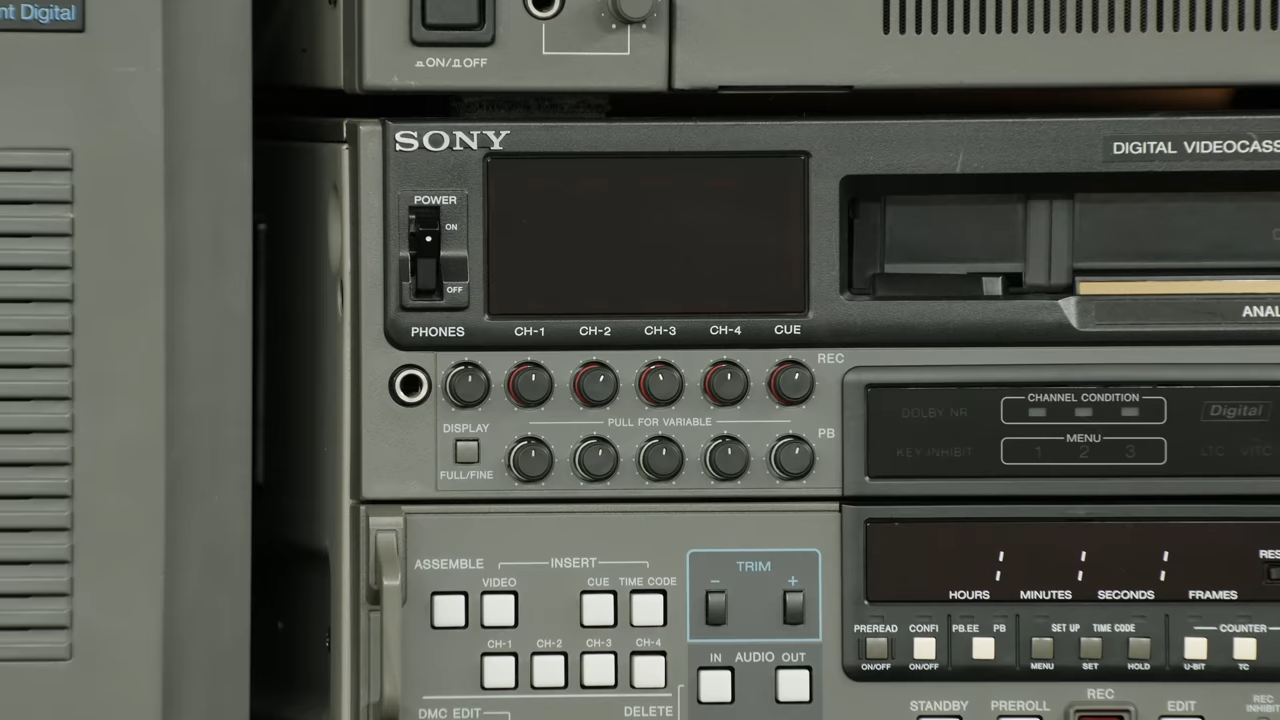 nt Digital
ON/OFF
SONY
DIGITAL VIDEOCASS
POWER
ON
OFF
ANAL
PHONES CH-1 CH-2 CH-3 CH-4 CUE
REC
DOLBY NR
CHANNEL CONDITION
Digital
DISPLAY
PULL FOR VARIABLE
PB
KEY INHIBIT
MENU
1 2 3
LTC VITC
FULL/FINE
ASSEMBLE
INSERT
VIDEO CUE TIME CODE
CH-1 CH-2 CH-3 CH-4
DMC EDIT
DELETE
TRIM
- +
IN AUDIO OUT
RES
HOURS MINUTES SECONDS FRAMES
PREREAD CONFI PB.EE PB SET UP TIME CODE COUNTER
ON/OFF ON/OFF MENU SET HOLD U-BIT TC
STANDBY PREROLL REC EDIT
REC
INHIBIT